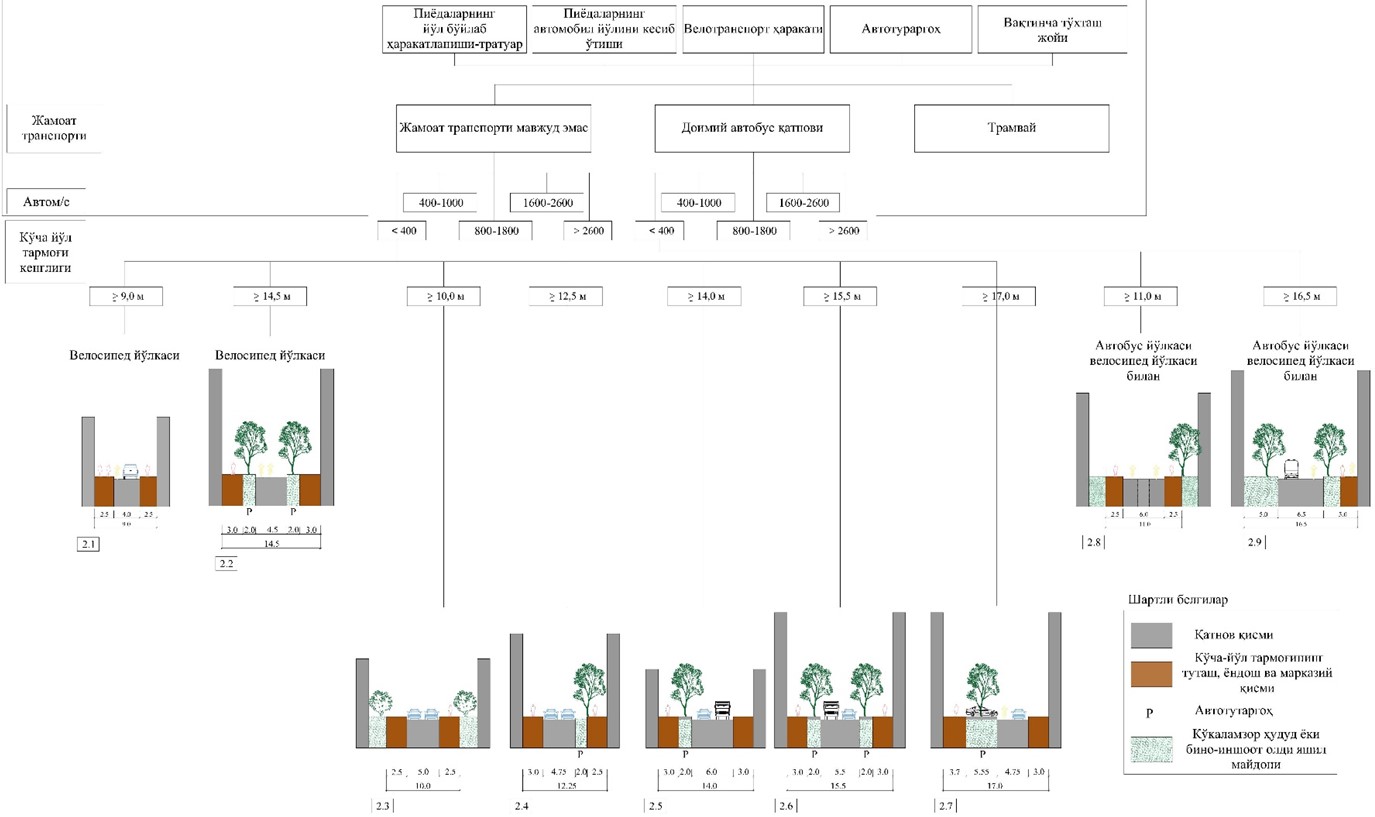 Пиёдаларнинг
йўл бўйлаб
ҳаракатлапиши-тратуар
Пиёдаларнинг
автомобил йўлини кесиб
ўтиши
Велотранспорт ҳаракати
Автотураргоҳ
Вақтинча тўхташ
жойи
Жамоат
транспорти
Жамоат трапспорти мавжуд эмас
Доимий автобус қатпови
Трамвай
Автом/с
400-1000
1600-2600
400-1000
1600-2600
< 400
800-1800
> 2600
< 400
800-1800
> 2600
Кўча йўл
тармоғи
кепглиги
≥ 9,0 м
≥ 14,5 м
≥ 10,0 м
≥ 12,5 м
≥ 14,0 м
≥ 15,5 м
≥ 17,0 м
≥ 11,0 м
≥ 16,5 м
Велосипед йўлкаси
Велосипед йўлкаси
Автобус йўлкаси
велосипед йўлкаси
билан
Автобус йўлкаси
велосипед йўлкаси
билан
2.5 4.0 2.5
9.0
2.1
P P
3.0 2.0 4.5 2.0 3.0
14.5
2.2
2.5 6.0 2.5
11.0
2.8
5.0 6.5 3.0
16.5
2.9
2.5 5.0 2.5
10.0
2.3
P
3.0 4.75 2.0 2.5
12.25
2.4
P
3.0 2.0 6.0 3.0
14.0
2.5
P P
3.0 2.0 5.5 2.0 3.0
15.5
2.6
P
3.7 5.55 4.75 3.0
17.0
2.7
Шартли белгилар
Қатнов қисми
Кўча-йўл тармоғипинг
туташ, ёндош ва марказий
қисми
P Автотутаргоҳ
Қўкаламзор ҳудуд ёки
бино-иншоот олди яшил
майдони